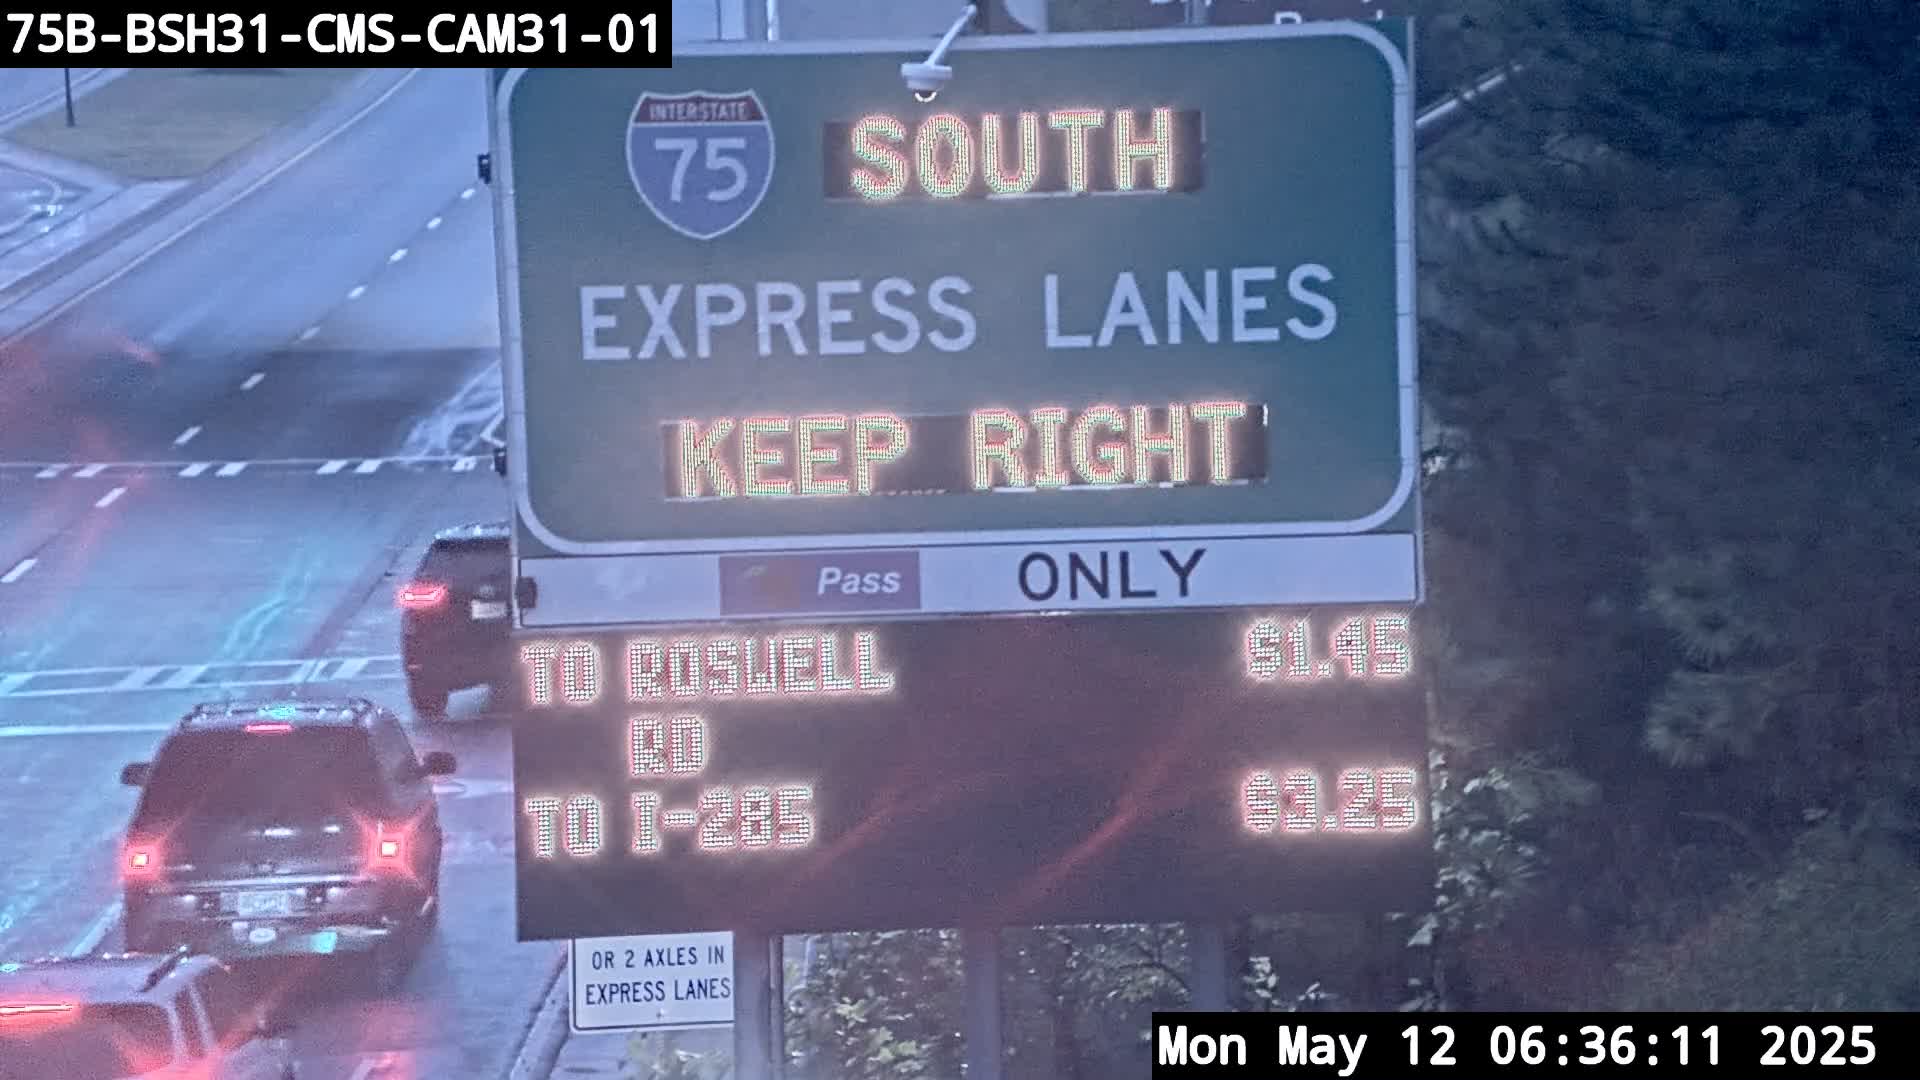 75B-BSH31-CMS-CAM31-01
INTERSTATE
75
SOUTH
EXPRESS LANES
KEEP RIGHT
Pass ONLY
TO ROSWELL $1.45
RD
TO I-285 $3.25
OR 2 AXLES IN
EXPRESS LANES
Mon May 12 06:36:11 2025